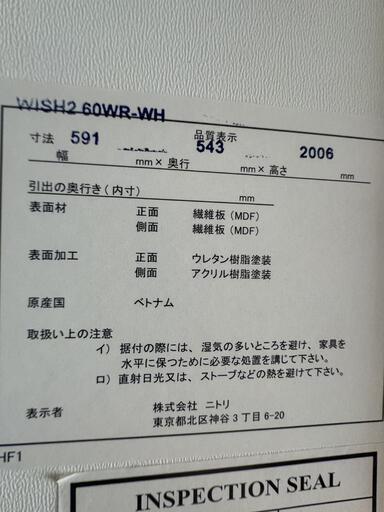 WISH2 60WR-WH
品質表示
寸法 591 543 2006
幅 mm×奥行 mm×高さ mm
引出の奥行き(内寸) mm
表面材 正面 繊維板(MDF)
側面 繊維板(MDF)
表面加工 正面 ウレタン樹脂塗装
側面 アクリル樹脂塗装
原産国 ベトナム
取扱い上の注意
イ) 据付の際には、湿気の多いところを避け、家具を
水平に保つために必要な処置を講じて下さい。
ロ) 直射日光又は、ストーブなどの熱を避けて下さい。
表示者 株式会社 ニトリ
東京都北区神谷3丁目6-20
HF1
INSPECTION SEAL